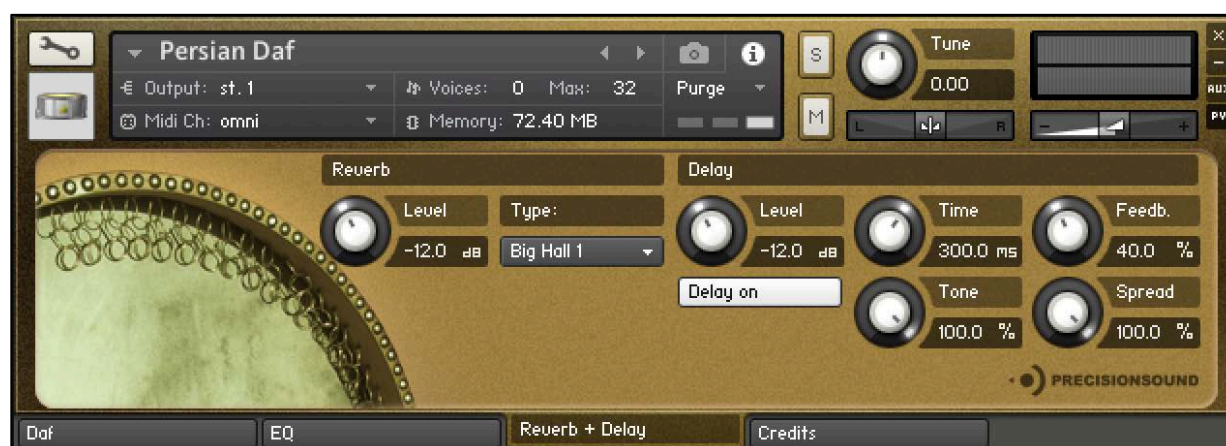 Persian Daf
Output: st. 1
Voices: 0 Max: 32
Purge
Midi Ch: omni
Memory: 72.40 MB
S
M
Tune
0.00
L R
- +
×
-
AUX
PV
Reverb
Level
-12.0 dB
Type:
Big Hall 1
Delay
Level
-12.0 dB
Delay on
Time
300.0 ms
Feedb.
40.0 %
Tone
100.0 %
Spread
100.0 %
PRECISIONSOUND
Daf
EQ
Reverb + Delay
Credits